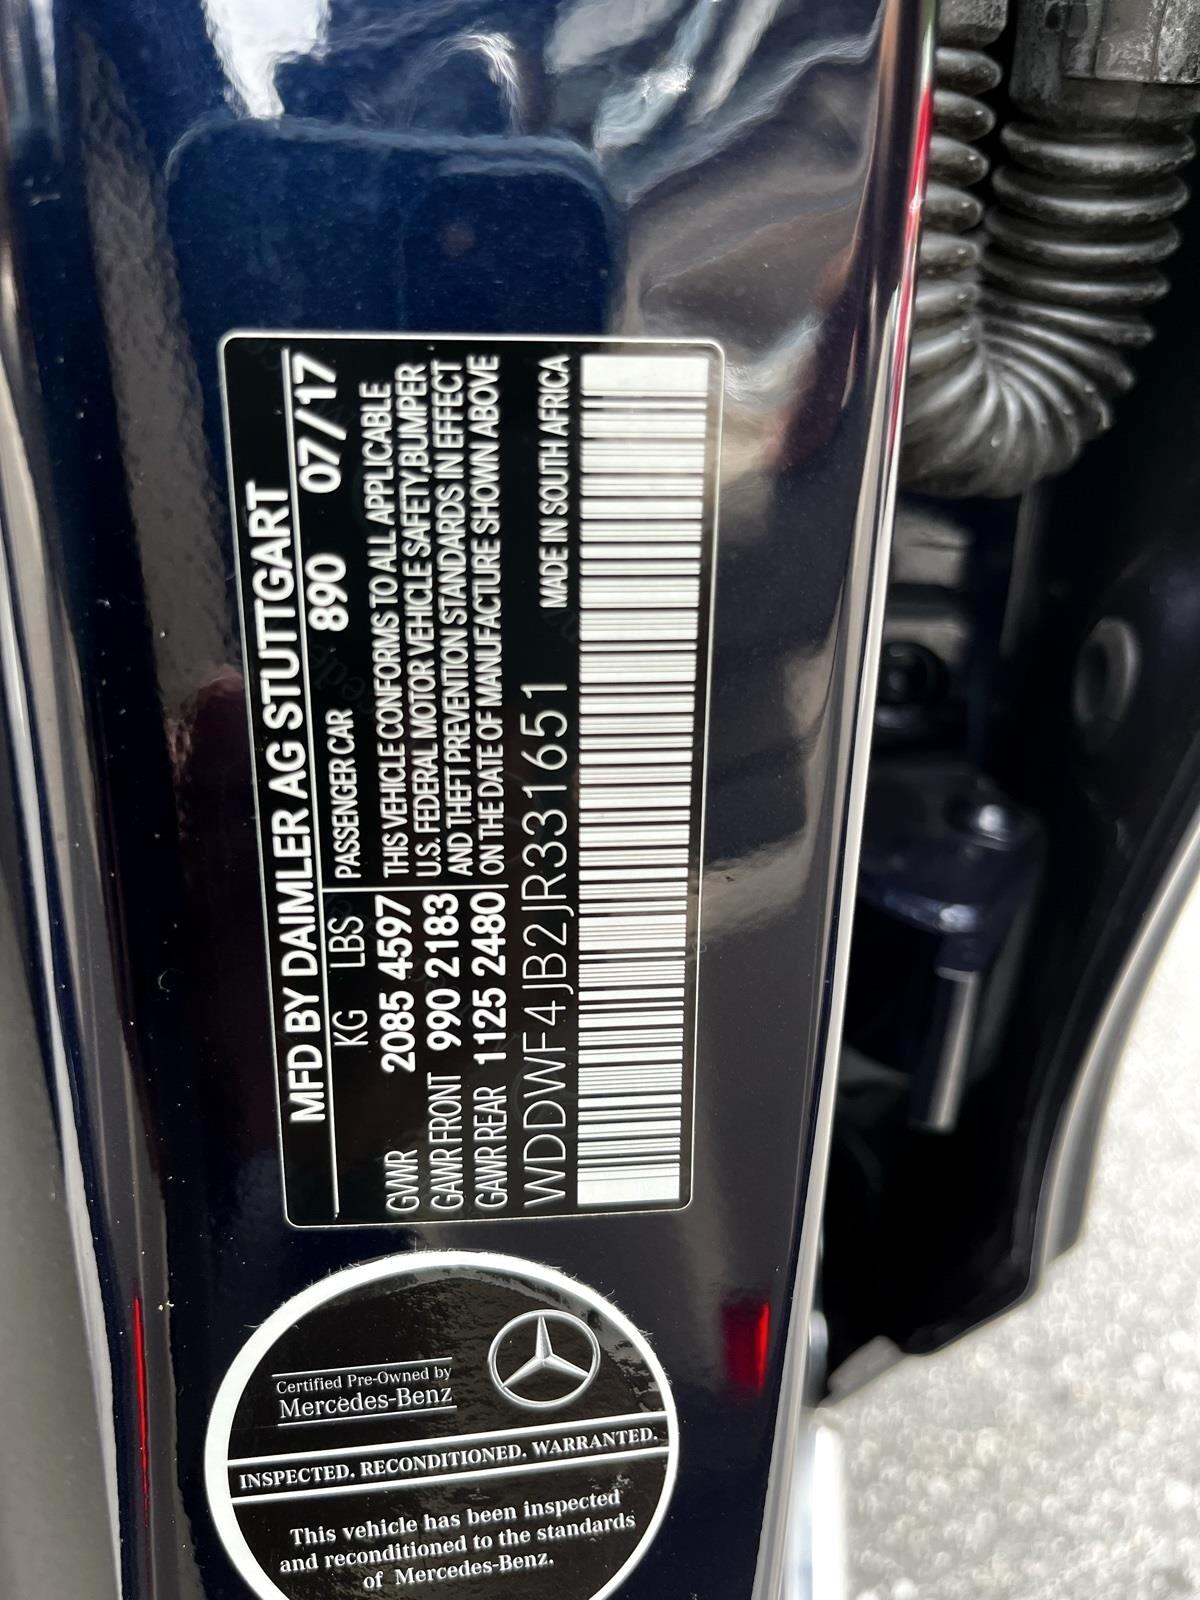 MFD BY DAIMLER AG STUTTGART
KG LBS PASSENGER CAR 890 07/17
GWWR 2085 4597 THIS VEHICLE CONFORMS TO ALL APPLICABLE
GAWR FRONT 990 2183 U.S. FEDERAL MOTOR VEHICLE SAFETY,BUMPER
AND THEFT PREVENTION STANDARDS IN EFFECT
GAWR REAR 1125 2480 ON THE DATE OF MANUFACTURE SHOWN ABOVE
WDDWF4JB2JR331651 MADE IN SOUTH AFRICA
Certified Pre-Owned by
Mercedes-Benz
INSPECTED. RECONDITIONED. WARRANTED.
This vehicle has been inspected
and reconditioned to the standards
of Mercedes-Benz.